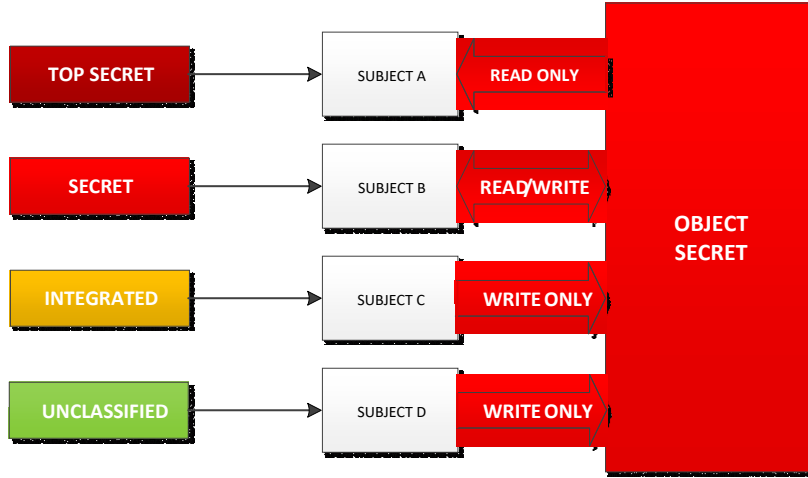 TOP SECRET
SUBJECT A
READ ONLY
SECRET
SUBJECT B
READ/WRITE
OBJECT
SECRET
INTEGRATED
SUBJECT C
WRITE ONLY
UNCLASSIFIED
SUBJECT D
WRITE ONLY